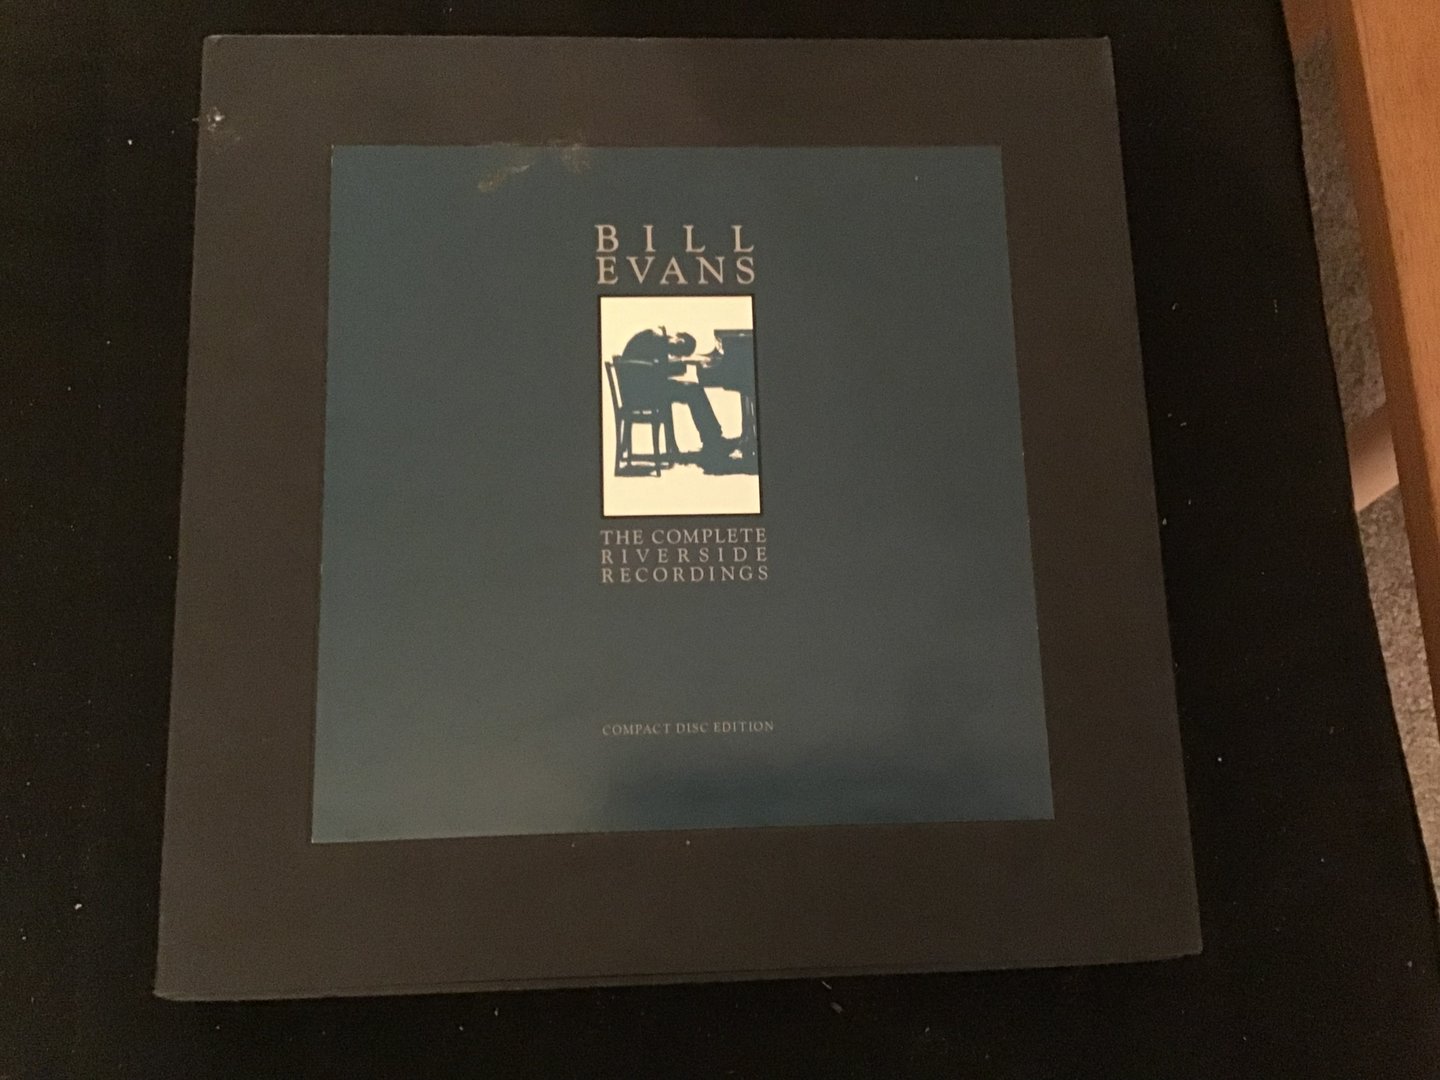 BILL
EVANS
THE COMPLETE
RIVERSIDE
RECORDINGS
COMPACT DISC EDITION